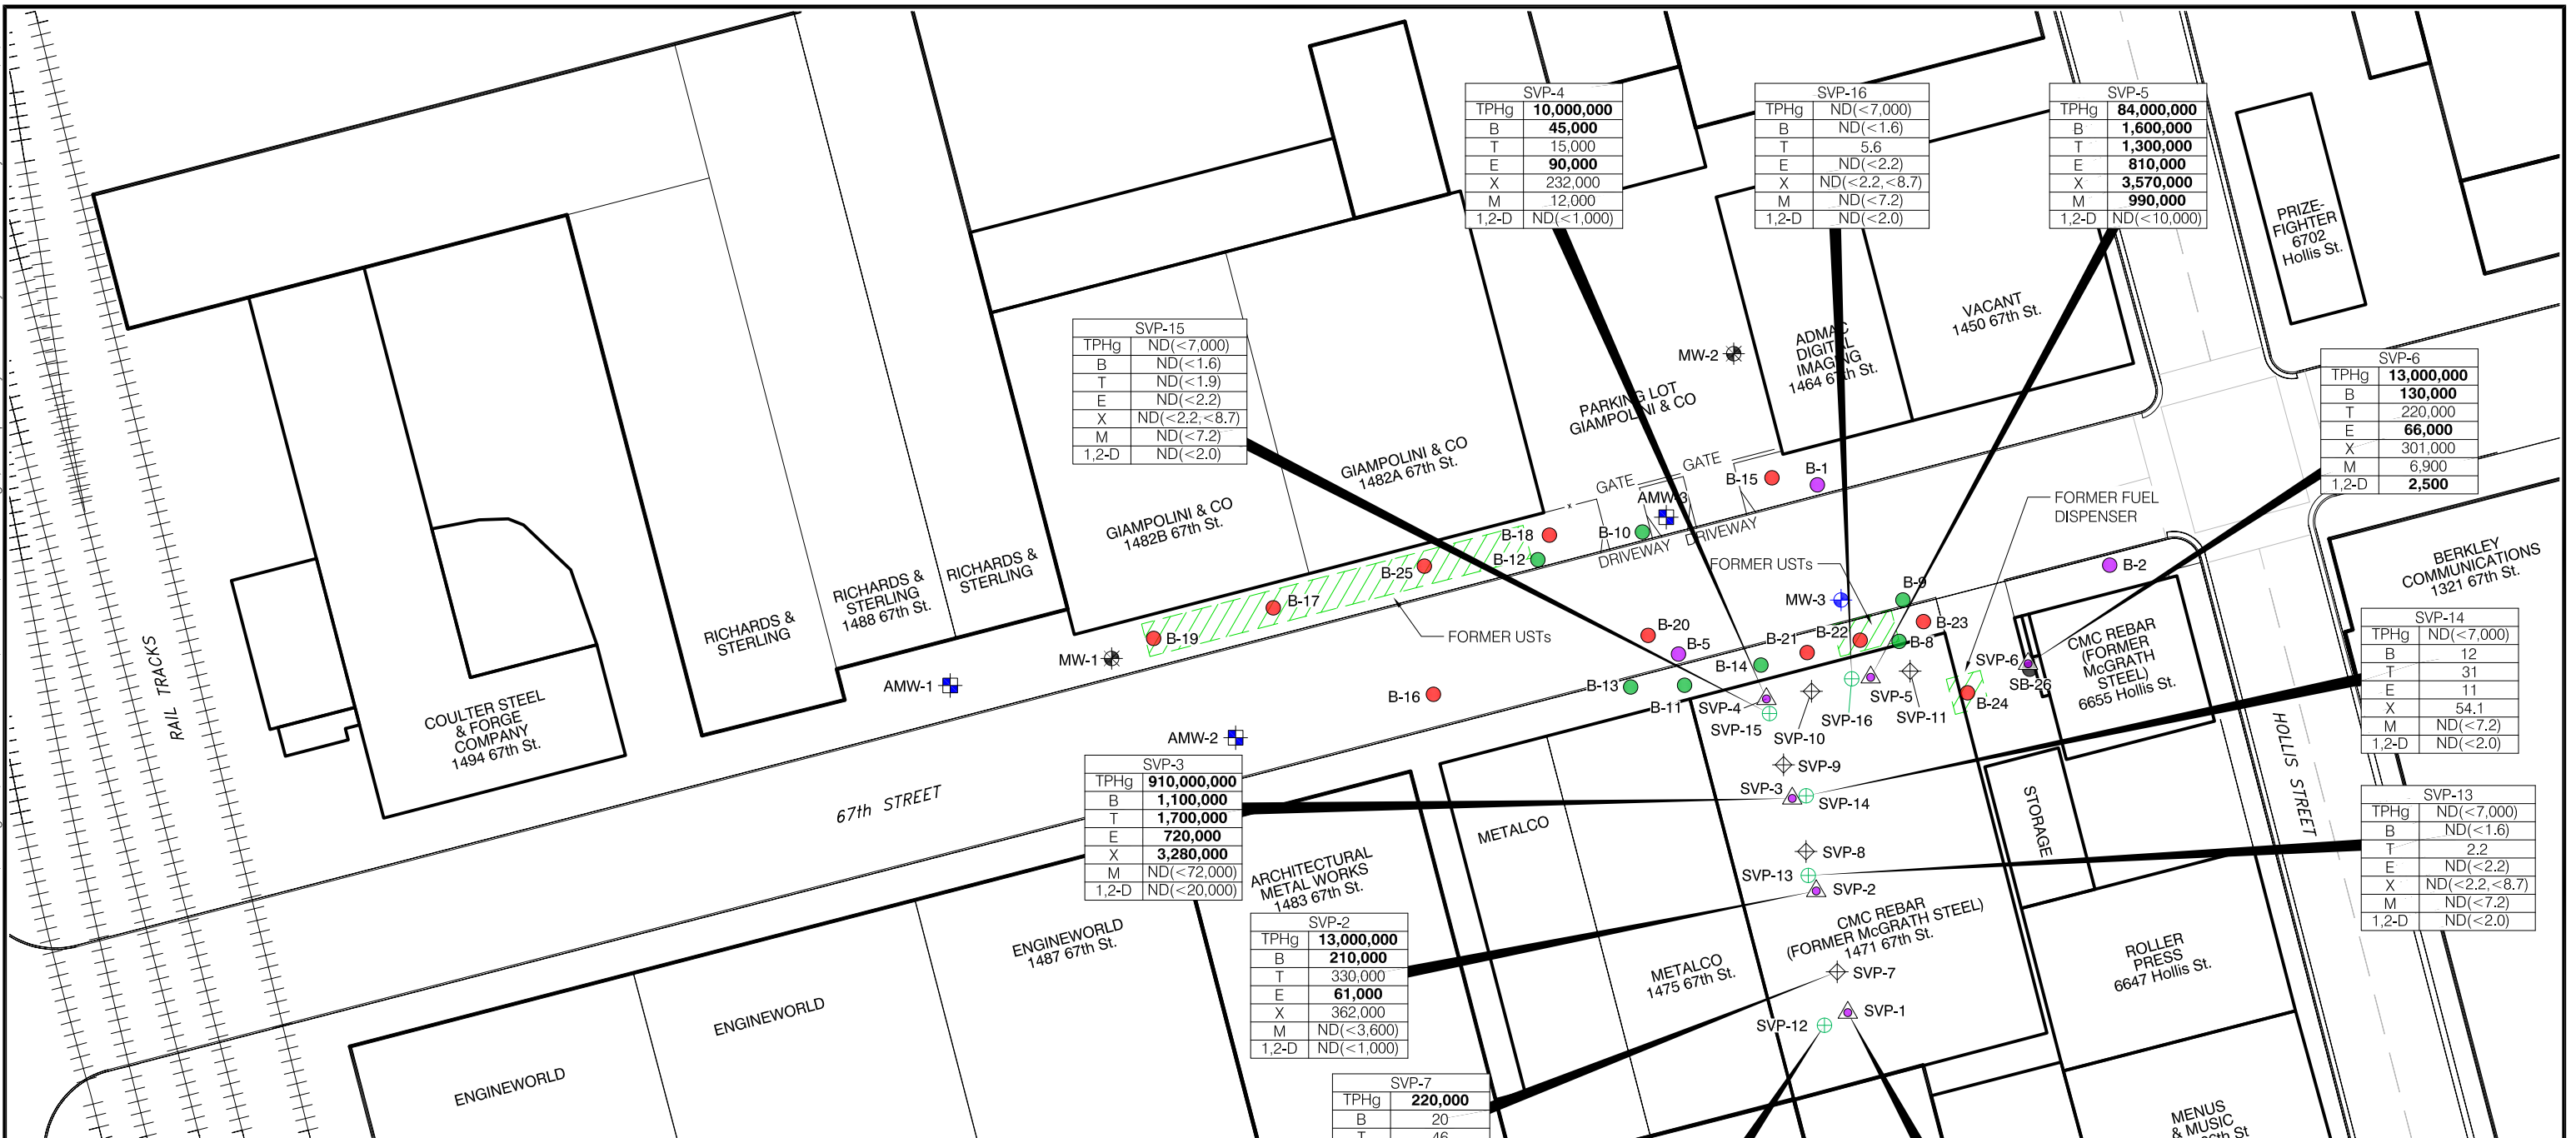 SVP-4
TPHg 10,000,000
B 45,000
T 15,000
E 90,000
X 232,000
M 12,000
1,2-D ND(<1,000)
SVP-16
TPHg ND(<7,000)
B ND(<1.6)
T 5.6
E ND(<2.2)
X ND(<2.2,<8.7)
M ND(<7.2)
1,2-D ND(<2.0)
SVP-5
TPHg 84,000,000
B 1,600,000
T 1,300,000
E 810,000
X 3,570,000
M 990,000
1,2-D ND(<10,000)
PRIZE-
FIGHTER
6702
Hollis St.
SVP-15
TPHg ND(<7,000)
B ND(<1.6)
T ND(<1.9)
E ND(<2.2)
X ND(<2.2,<8.7)
M ND(<7.2)
1,2-D ND(<2.0)
VACANT
1450 67th St.
ADMAC
DIGITAL
IMAGING
1464 67th St.
MW-2
PARKING LOT
GIAMPOLINI & CO
SVP-6
TPHg 13,000,000
B 130,000
T 220,000
E 66,000
X 301,000
M 6,900
1,2-D 2,500
GIAMPOLINI & CO
1482A 67th St.
GIAMPOLINI & CO
1482B 67th St.
GATE
GATE
B-15
B-1
AMW-3
B-10
B-18
B-12
DRIVEWAY
DRIVEWAY
FORMER FUEL
DISPENSER
B-2
BERKLEY
COMMUNICATIONS
1321 67th St.
FORMER USTs
B-25
B-17
B-19
FORMER USTs
MW-1
AMW-1
AMW-2
RICHARDS &
STERLING
RICHARDS &
STERLING
1488 67th St.
RICHARDS &
STERLING
RAIL TRACKS
COULTER STEEL
& FORGE
COMPANY
1494 67th St.
MW-3
B-9
B-23
B-22
B-8
B-21
B-20
B-5
B-14
B-13
B-11
B-16
SVP-4
SVP-15
SVP-10
SVP-16
SVP-5
SVP-11
B-24
SVP-6
SB-26
CMC REBAR
(FORMER
McGRATH
STEEL)
6655 Hollis St.
SVP-14
TPHg ND(<7,000)
B 12
T 31
E 11
X 54.1
M ND(<7.2)
1,2-D ND(<2.0)
SVP-9
SVP-3
SVP-14
SVP-8
SVP-13
SVP-2
SVP-7
SVP-1
SVP-12
67th STREET
HOLLIS STREET
STORAGE
SVP-3
TPHg 910,000,000
B 1,100,000
T 1,700,000
E 720,000
X 3,280,000
M ND(<72,000)
1,2-D ND(<20,000)
SVP-13
TPHg ND(<7,000)
B ND(<1.6)
T 2.2
E ND(<2.2)
X ND(<2.2,<8.7)
M ND(<7.2)
1,2-D ND(<2.0)
METALCO
ARCHITECTURAL
METAL WORKS
1483 67th St.
CMC REBAR
(FORMER McGRATH STEEL)
1471 67th St.
METALCO
1475 67th St.
ROLLER
PRESS
6647 Hollis St.
SVP-2
TPHg 13,000,000
B 210,000
T 330,000
E 61,000
X 362,000
M ND(<3,600)
1,2-D ND(<1,000)
ENGINEWORLD
1487 67th St.
ENGINEWORLD
ENGINEWORLD
SVP-7
TPHg 220,000
B 20
T 46
MENUS
& MUSIC